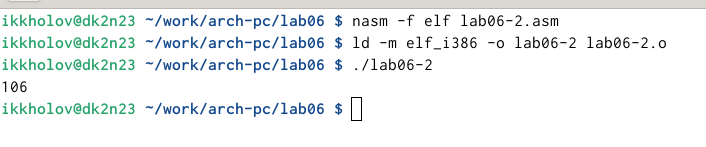 ikkholov@dk2n23 ~/work/arch-pc/lab06 $ nasm -f elf lab06-2.asm
ikkholov@dk2n23 ~/work/arch-pc/lab06 $ ld -m elf_i386 -o lab06-2 lab06-2.o
ikkholov@dk2n23 ~/work/arch-pc/lab06 $ ./lab06-2
106
ikkholov@dk2n23 ~/work/arch-pc/lab06 $